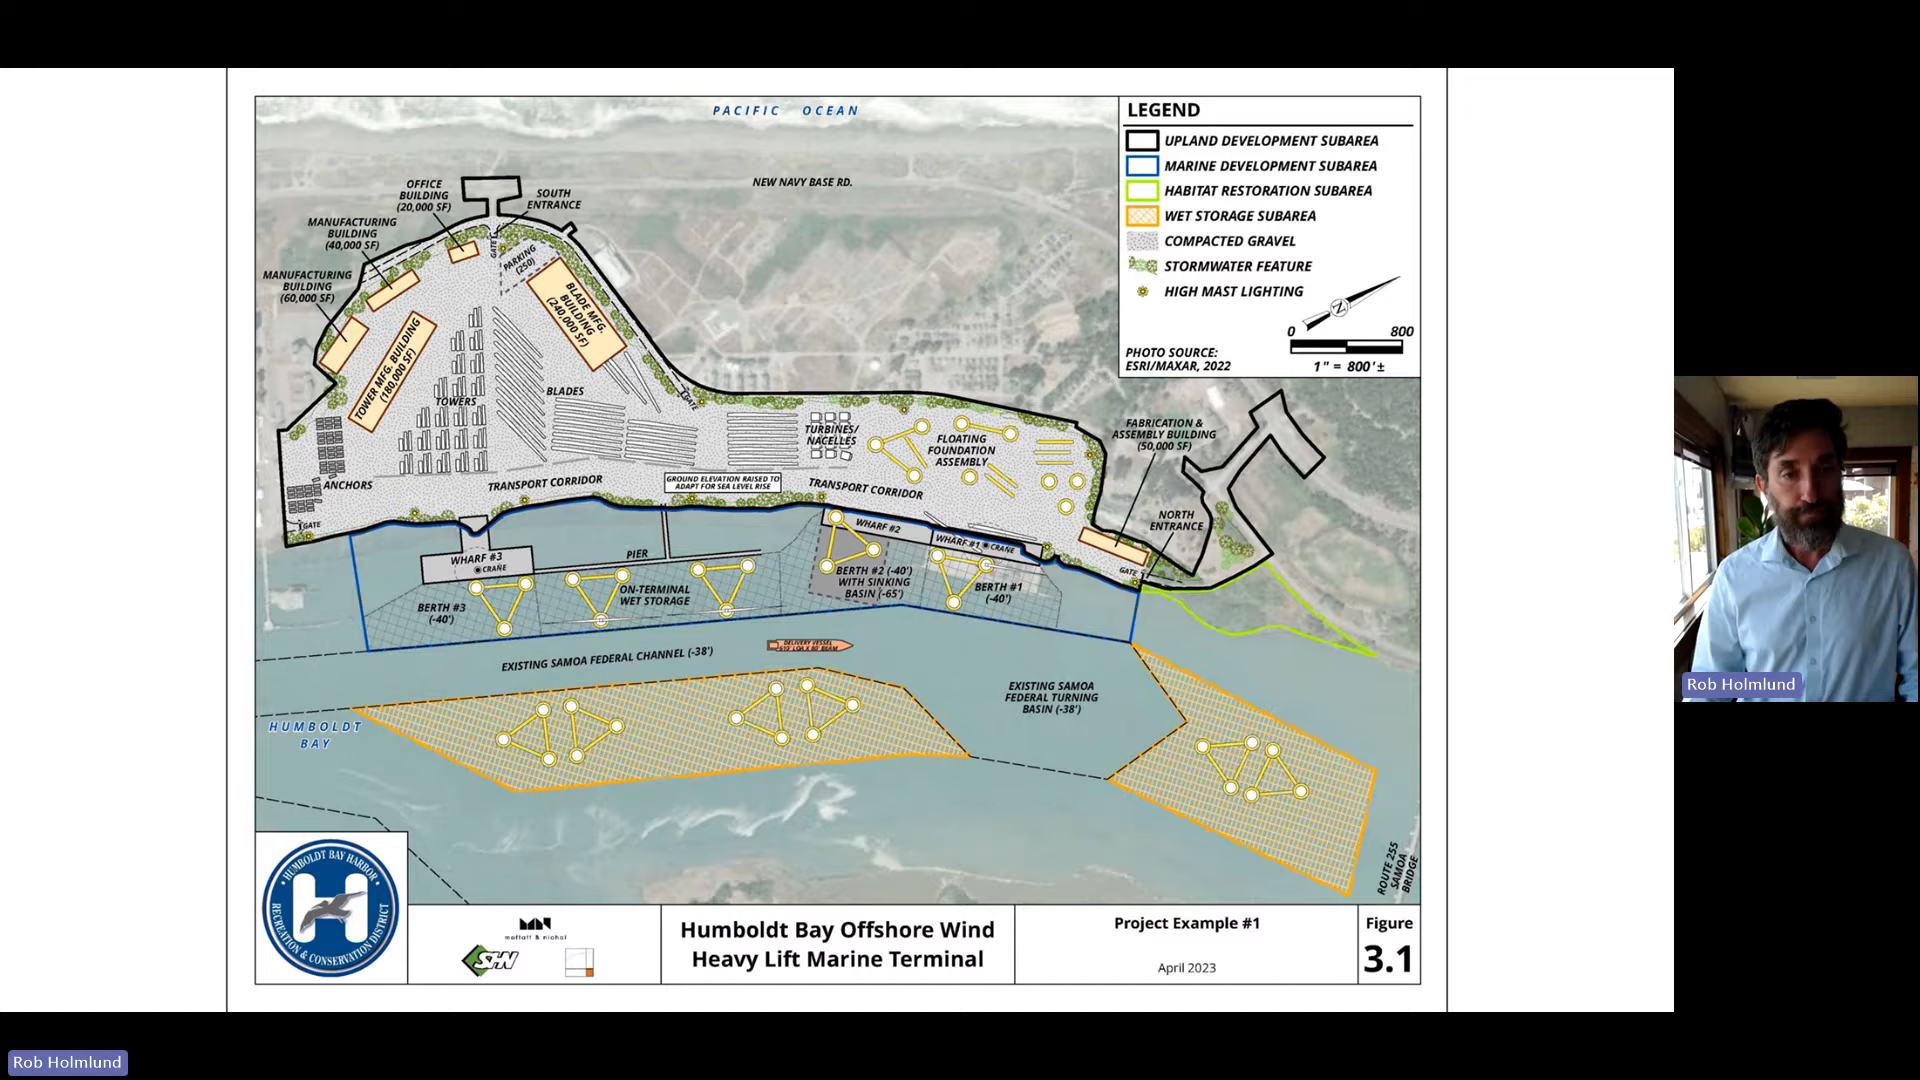 PACIFIC OCEAN
NEW NAVY BASE RD.
OFFICE
BUILDING
(20,000 SF)
SOUTH
ENTRANCE
MANUFACTURING
BUILDING
(40,000 SF)
GATE
PARKING
(250)
MANUFACTURING
BUILDING
(60,000 SF)
BLADE MFG.
BUILDING
(240,000 SF)
TOWER MFG. BUILDING
(180,000 SF)
TOWERS
BLADES
GATE
TURBINES/
NACELLES
FLOATING
FOUNDATION
ASSEMBLY
FABRICATION &
ASSEMBLY BUILDING
(50,000 SF)
ANCHORS
TRANSPORT CORRIDOR
GROUND ELEVATION RAISED TO
ADAPT FOR SEA LEVEL RISE
TRANSPORT CORRIDOR
GATE
NORTH
ENTRANCE
GATE
WHARF #3
CRANE
PIER
WHARF #2
WHARF #1
CRANE
BERTH #3
(-40')
ON-TERMINAL
WET STORAGE
BERTH #2 (-40')
WITH SINKING
BASIN (-65')
BERTH #1
(-40')
EXISTING SAMOA FEDERAL CHANNEL (-38')
DELIVERY VESSEL
EXISTING SAMOA
FEDERAL TURNING
BASIN (-38')
HUMBOLDT
BAY
ROUTE 255
SAMOA
BRIDGE
LEGEND
UPLAND DEVELOPMENT SUBAREA
MARINE DEVELOPMENT SUBAREA
HABITAT RESTORATION SUBAREA
WET STORAGE SUBAREA
COMPACTED GRAVEL
STORMWATER FEATURE
HIGH MAST LIGHTING
N
0 800
1" = 800'±
PHOTO SOURCE:
ESRI/MAXAR, 2022
HUMBOLDT BAY HARBOR
H
RECREATION & CONSERVATION DISTRICT
moffatt & nichol
SHN
Humboldt Bay Offshore Wind
Heavy Lift Marine Terminal
Project Example #1
April 2023
Figure
3.1
Rob Holmlund
Rob Holmlund